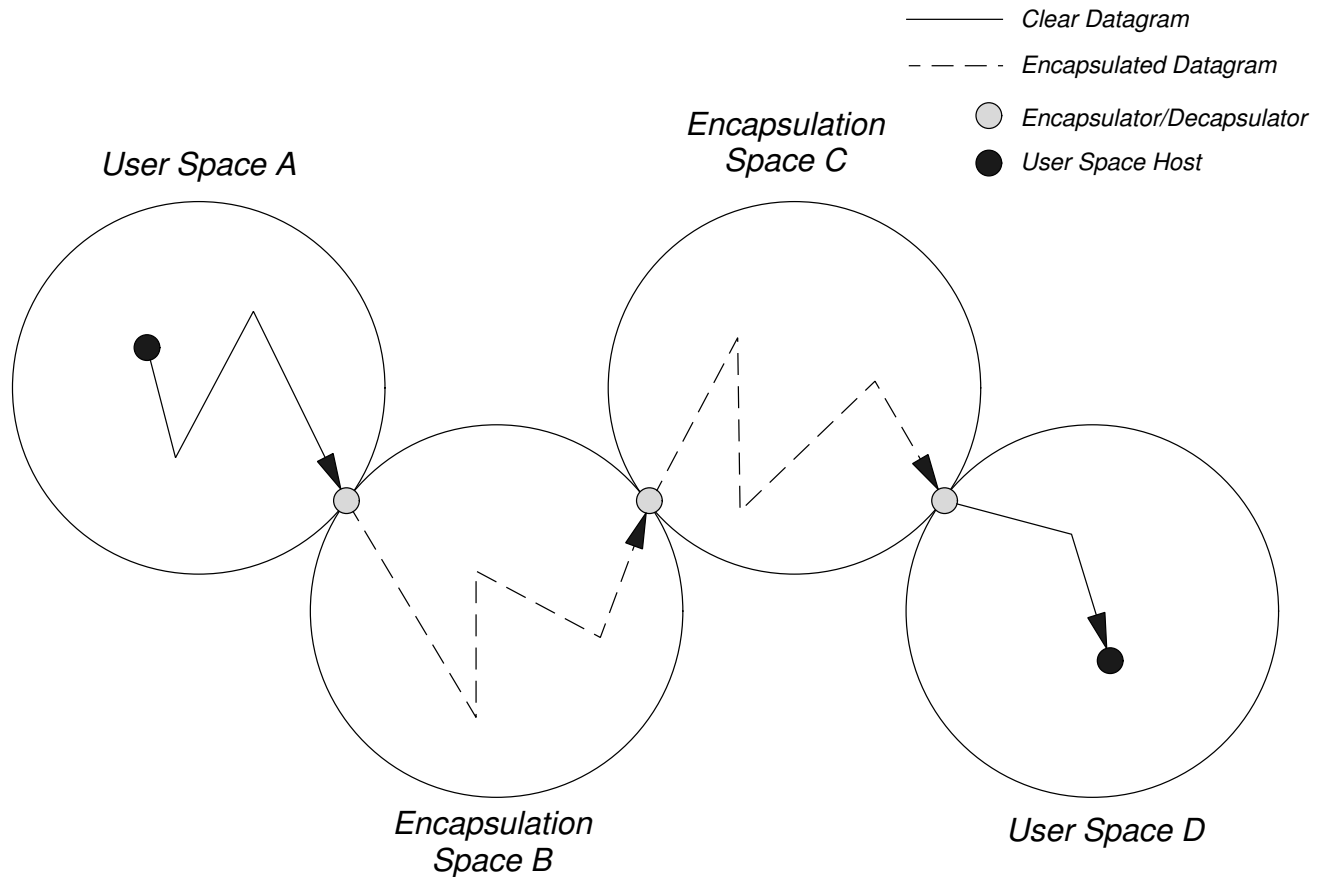 Clear Datagram
Encapsulated Datagram
Encapsulator/Decapsulator
User Space Host
Encapsulation
Space C
User Space A
Encapsulation
Space B
User Space D